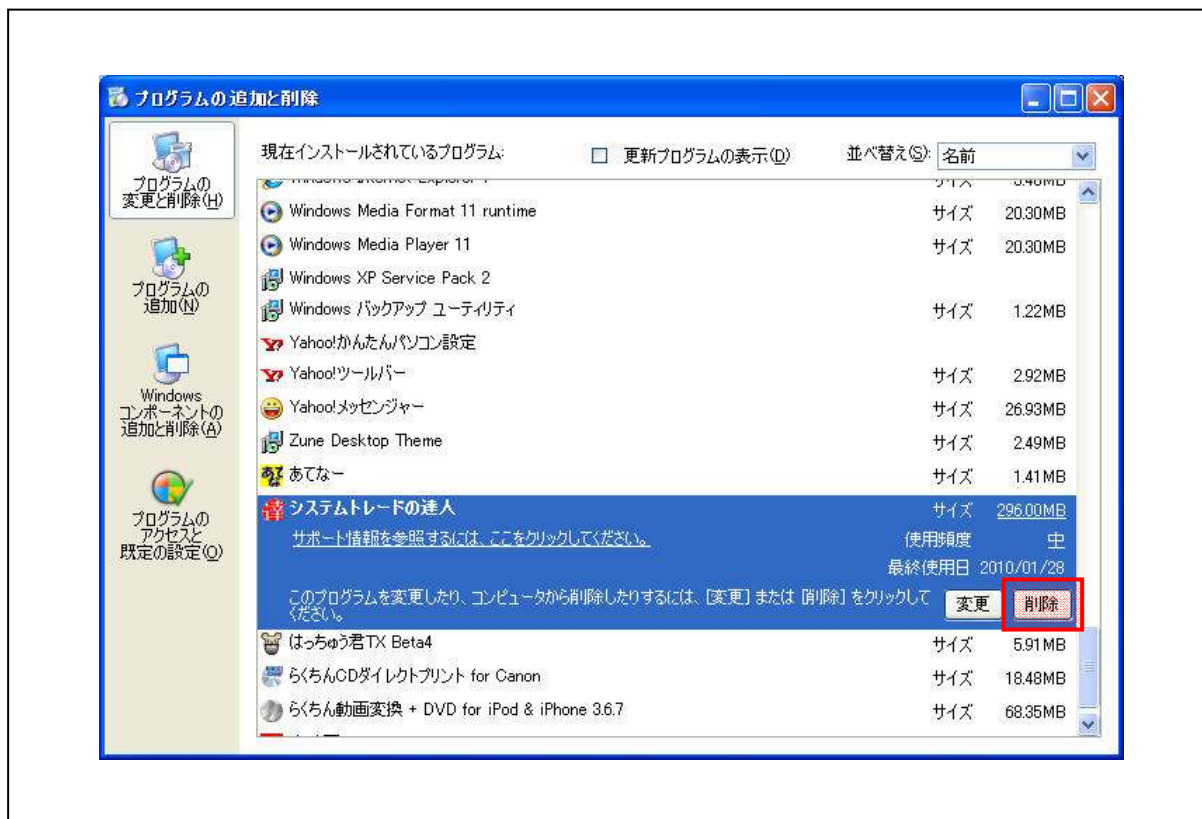 プログラムの追加と削除
プログラムの
変更と削除(H)
プログラムの
追加(N)
Windows
コンポーネントの
追加と削除(A)
プログラムの
アクセスと
既定の設定(O)
現在インストールされているプログラム: □ 更新プログラムの表示(D) 並べ替え(S): 名前
サイズ
Windows Media Format 11 runtime サイズ 20.30MB
Windows Media Player 11 サイズ 20.30MB
Windows XP Service Pack 2
Windows バックアップ ユーティリティ サイズ 1.22MB
Yahoo!かんたんパソコン設定
Yahoo!ツールバー サイズ 2.92MB
Yahoo!メッセンジャー サイズ 26.93MB
Zune Desktop Theme サイズ 2.49MB
あてなー サイズ 1.41MB
システムトレードの達人 サイズ 296.00MB
サポート情報を参照するには、ここをクリックしてください。 使用頻度 中
最終使用日 2010/01/28
このプログラムを変更したり、コンピュータから削除したりするには、[変更] または [削除] をクリックして
ください。 変更 削除
はっちゅう君TX Beta4 サイズ 5.91MB
らくちんCDダイレクトプリント for Canon サイズ 18.48MB
らくちん動画変換 + DVD for iPod & iPhone 3.6.7 サイズ 68.35MB